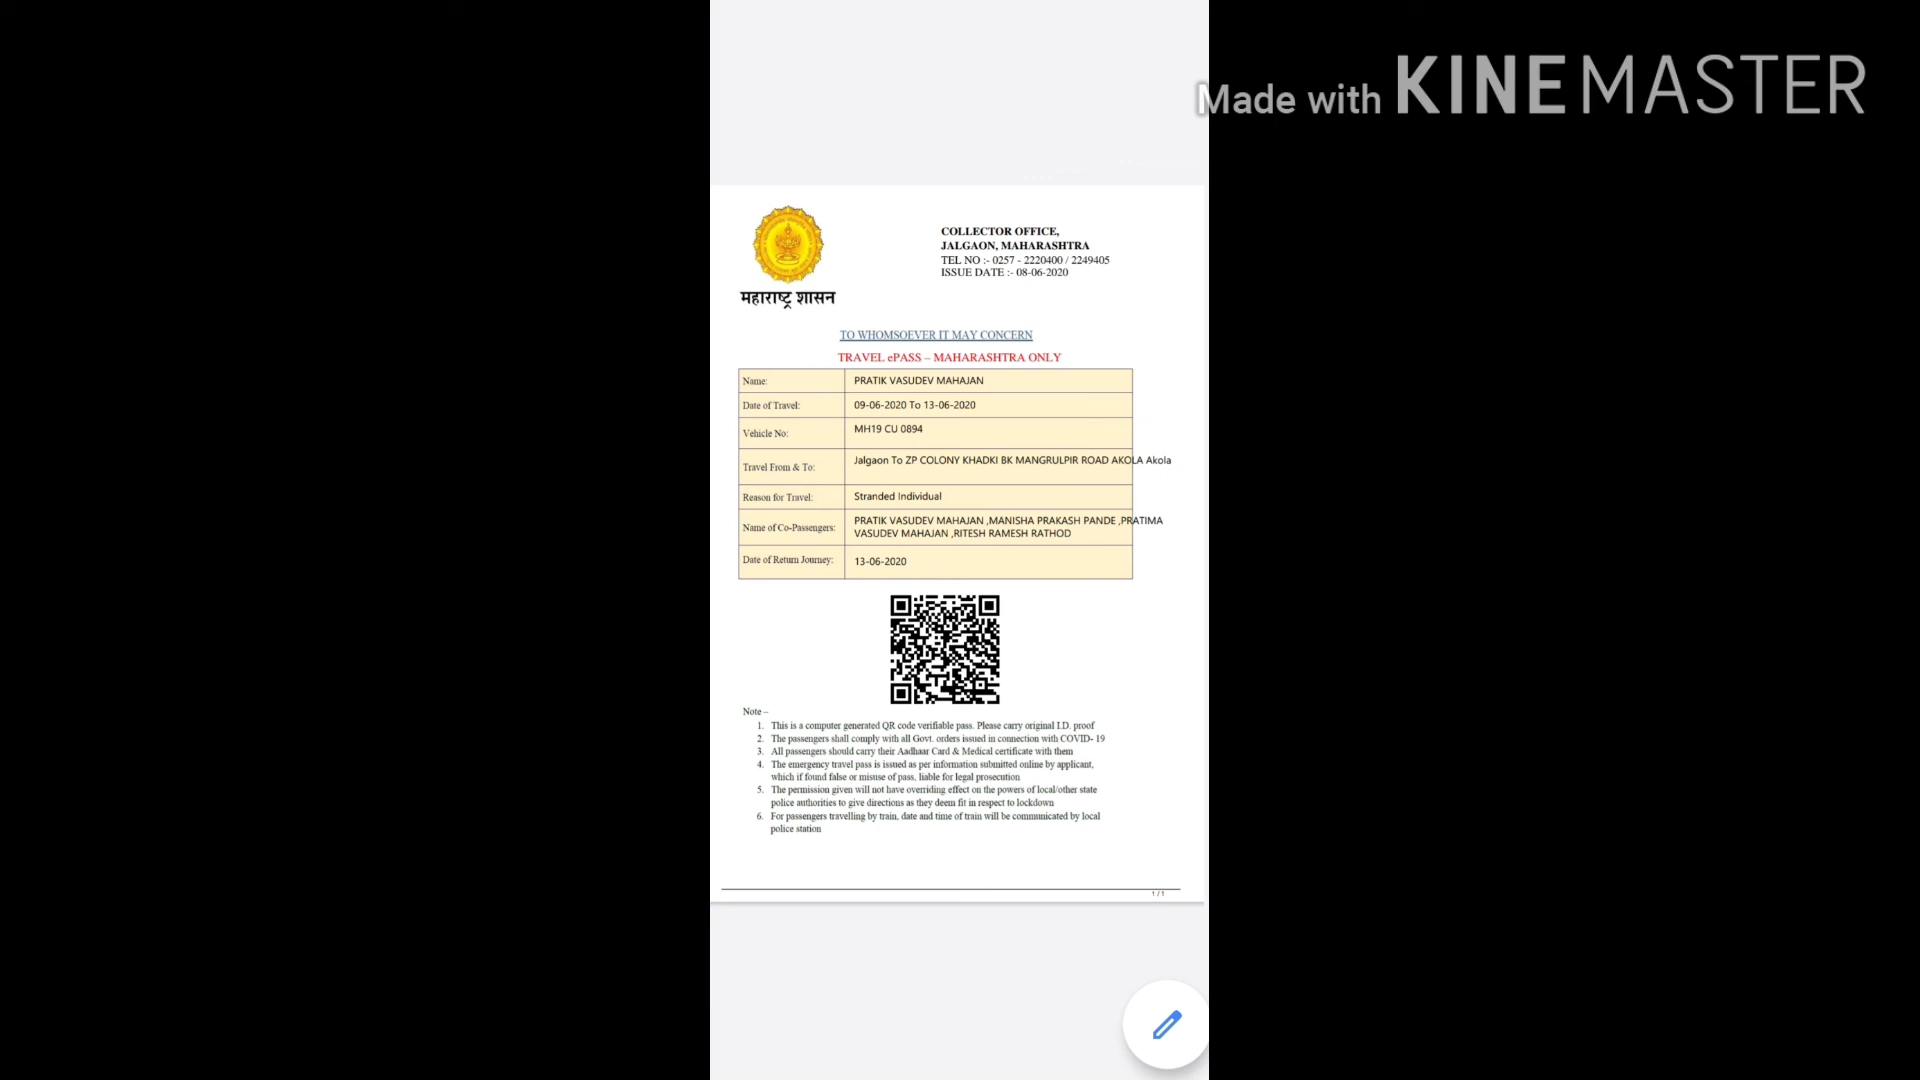 Made with KINEMASTER
महाराष्ट्र शासन
COLLECTOR OFFICE,
JALGAON, MAHARASHTRA
TEL NO :- 0257 - 2220400 / 2249405
ISSUE DATE :- 08-06-2020
TO WHOMSOEVER IT MAY CONCERN
TRAVEL ePASS – MAHARASHTRA ONLY
Name: PRATIK VASUDEV MAHAJAN
Date of Travel: 09-06-2020 To 13-06-2020
Vehicle No: MH19 CU 0894
Travel From & To: Jalgaon To ZP COLONY KHADKI BK MANGRULPIR ROAD AKOLA Akola
Reason for Travel: Stranded Individual
Name of Co-Passengers: PRATIK VASUDEV MAHAJAN ,MANISHA PRAKASH PANDE ,PRATIMA
VASUDEV MAHAJAN ,RITESH RAMESH RATHOD
Date of Return Journey: 13-06-2020
Note –
1. This is a computer generated QR code verifiable pass. Please carry original I.D. proof
2. The passengers shall comply with all Govt. orders issued in connection with COVID- 19
3. All passengers should carry their Aadhaar Card & Medical certificate with them
4. The emergency travel pass is issued as per information submitted online by applicant,
which if found false or misuse of pass, liable for legal prosecution
5. The permission given will not have overriding effect on the powers of local/other state
police authorities to give directions as they deem fit in respect to lockdown
6. For passengers travelling by train, date and time of train will be communicated by local
police station
1 / 1